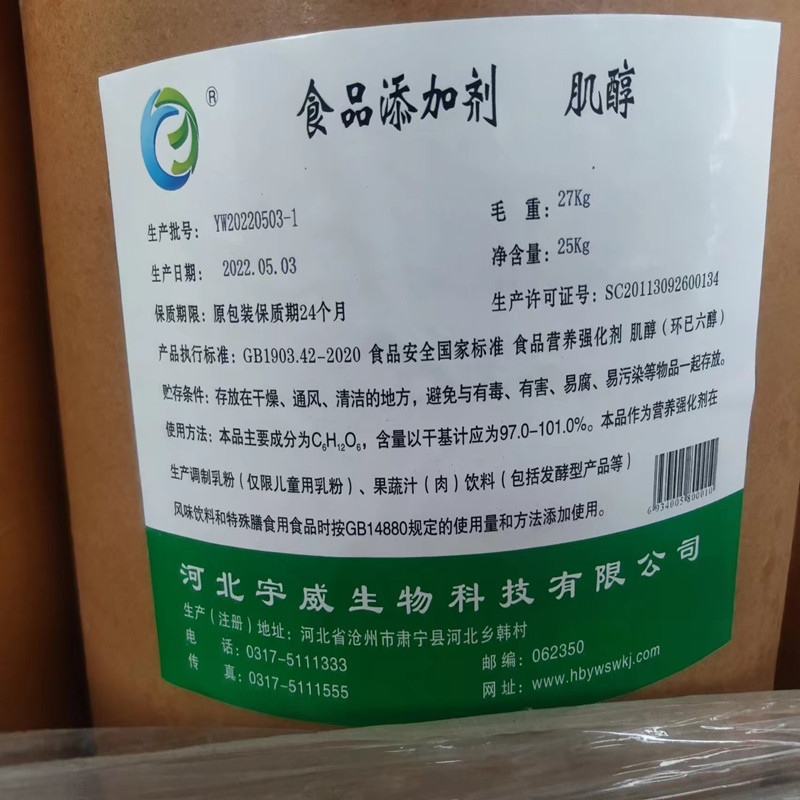 ®
食品添加剂 肌醇
生产批号: YW20220503-1
毛 重: 27Kg
生产日期: 2022.05.03
净含量: 25Kg
保质期限: 原包装保质期24个月
生产许可证号: SC20113092600134
产品执行标准: GB1903.42-2020 食品安全国家标准 食品营养强化剂 肌醇(环已六醇)
贮存条件: 存放在干燥、通风、清洁的地方,避免与有毒、有害、易腐、易污染等物品一起存放。
使用方法: 本品主要成分为C₆H₁₂O₆,含量以干基计应为97.0-101.0%。本品作为营养强化剂在
生产调制乳粉(仅限儿童用乳粉)、果蔬汁(肉)饮料(包括发酵型产品等)
风味饮料和特殊膳食用食品时按GB14880规定的使用量和方法添加使用。
6934005800010
河北宇威生物科技有限公司
生产(注册)地址: 河北省沧州市肃宁县河北乡韩村
电 话: 0317-5111333
邮编: 062350
传 真: 0317-5111555
网址: www.hbywswkj.com